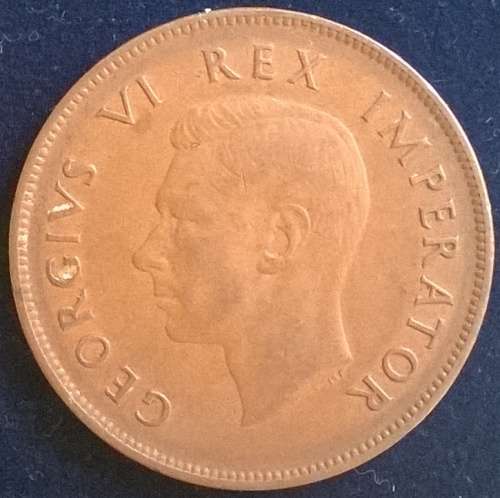 GEORGIVS VI REX IMPERATOR